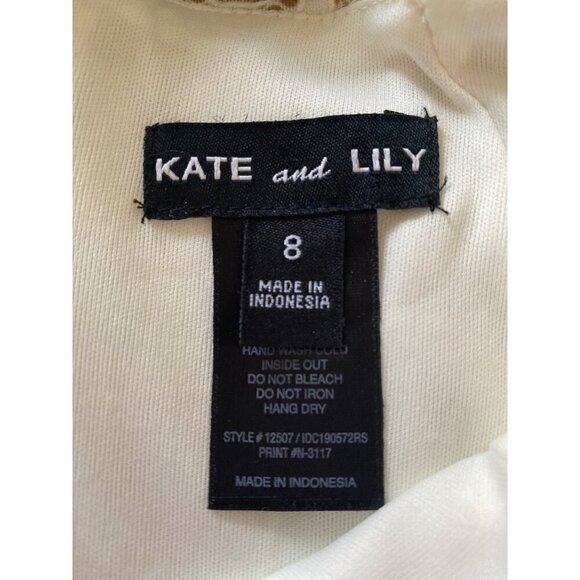 KATE and LILY
8
MADE IN
INDONESIA
HAND WASH COLD
INSIDE OUT
DO NOT BLEACH
DO NOT IRON
HANG DRY
STYLE # 12507 / IDC190572RS
PRINT #N-3117
MADE IN INDONESIA